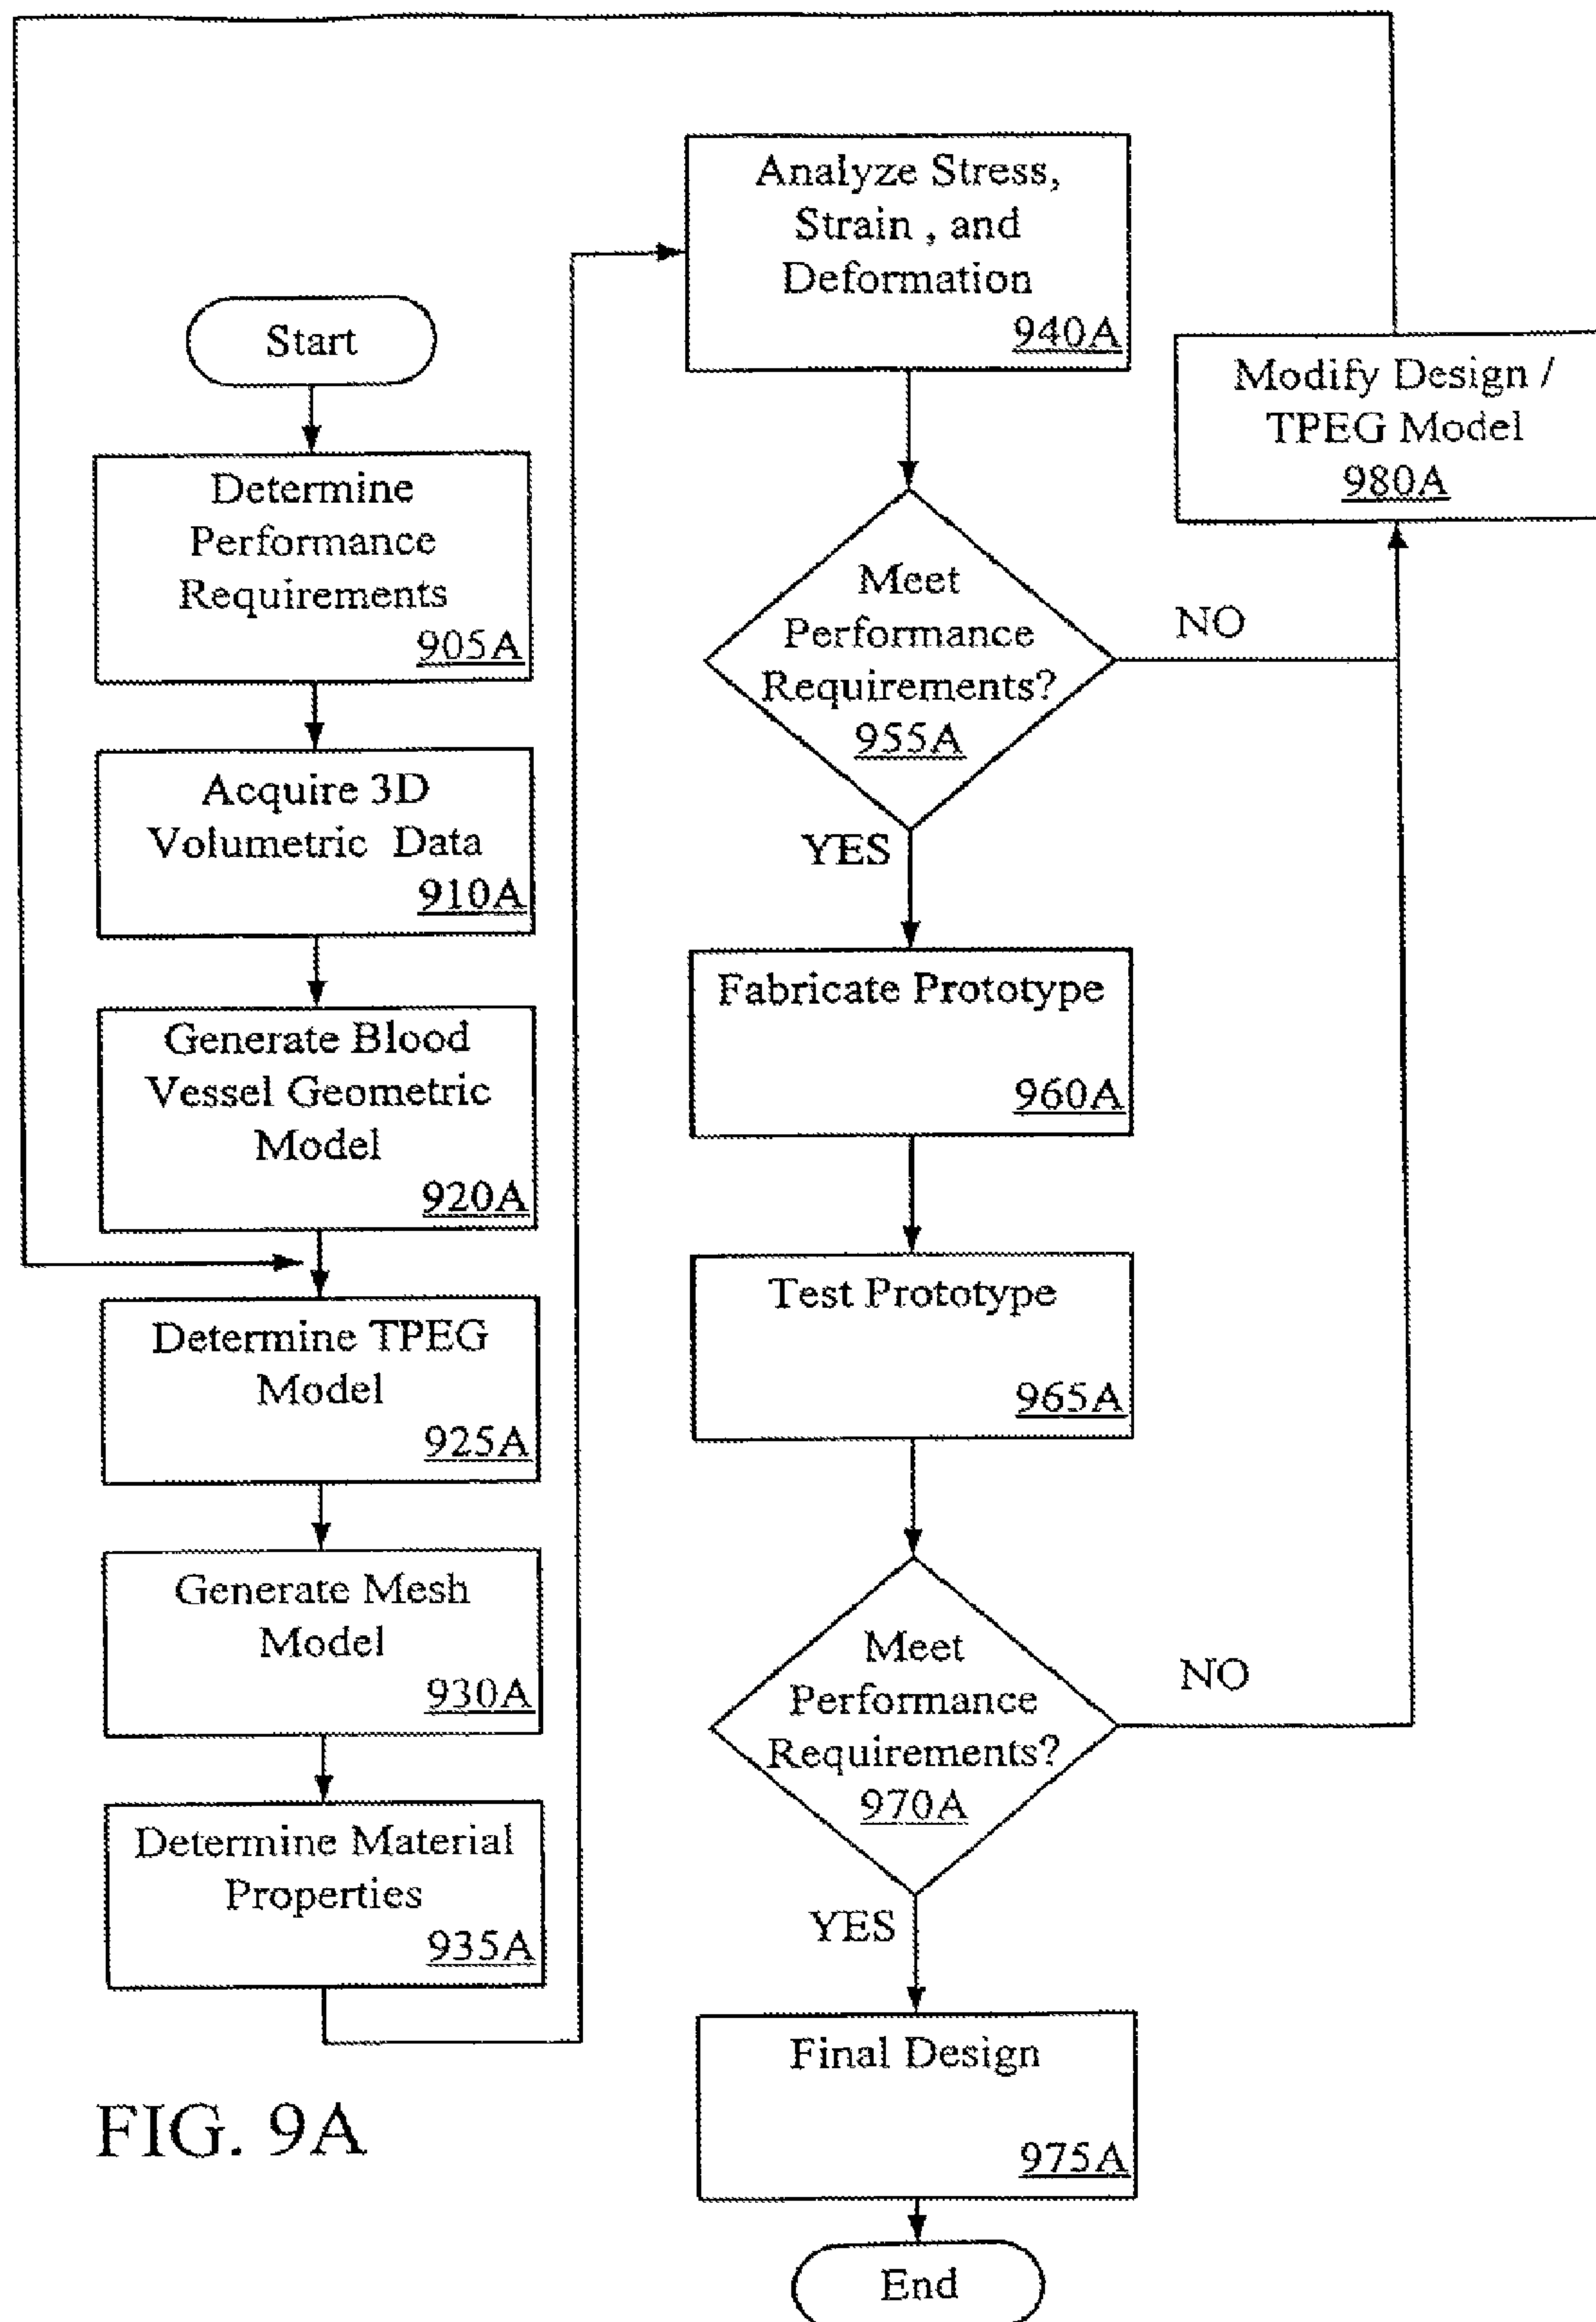 Start
Determine
Performance
Requirements
905A
Acquire 3D
Volumetric Data
910A
Generate Blood
Vessel Geometric
Model
920A
Determine TPEG
Model
925A
Generate Mesh
Model
930A
Determine Material
Properties
935A
Analyze Stress,
Strain , and
Deformation
940A
Meet
Performance
Requirements?
955A
NO
YES
Modify Design /
TPEG Model
980A
Fabricate Prototype
960A
Test Prototype
965A
Meet
Performance
Requirements?
970A
NO
YES
Final Design
975A
End
FIG. 9A